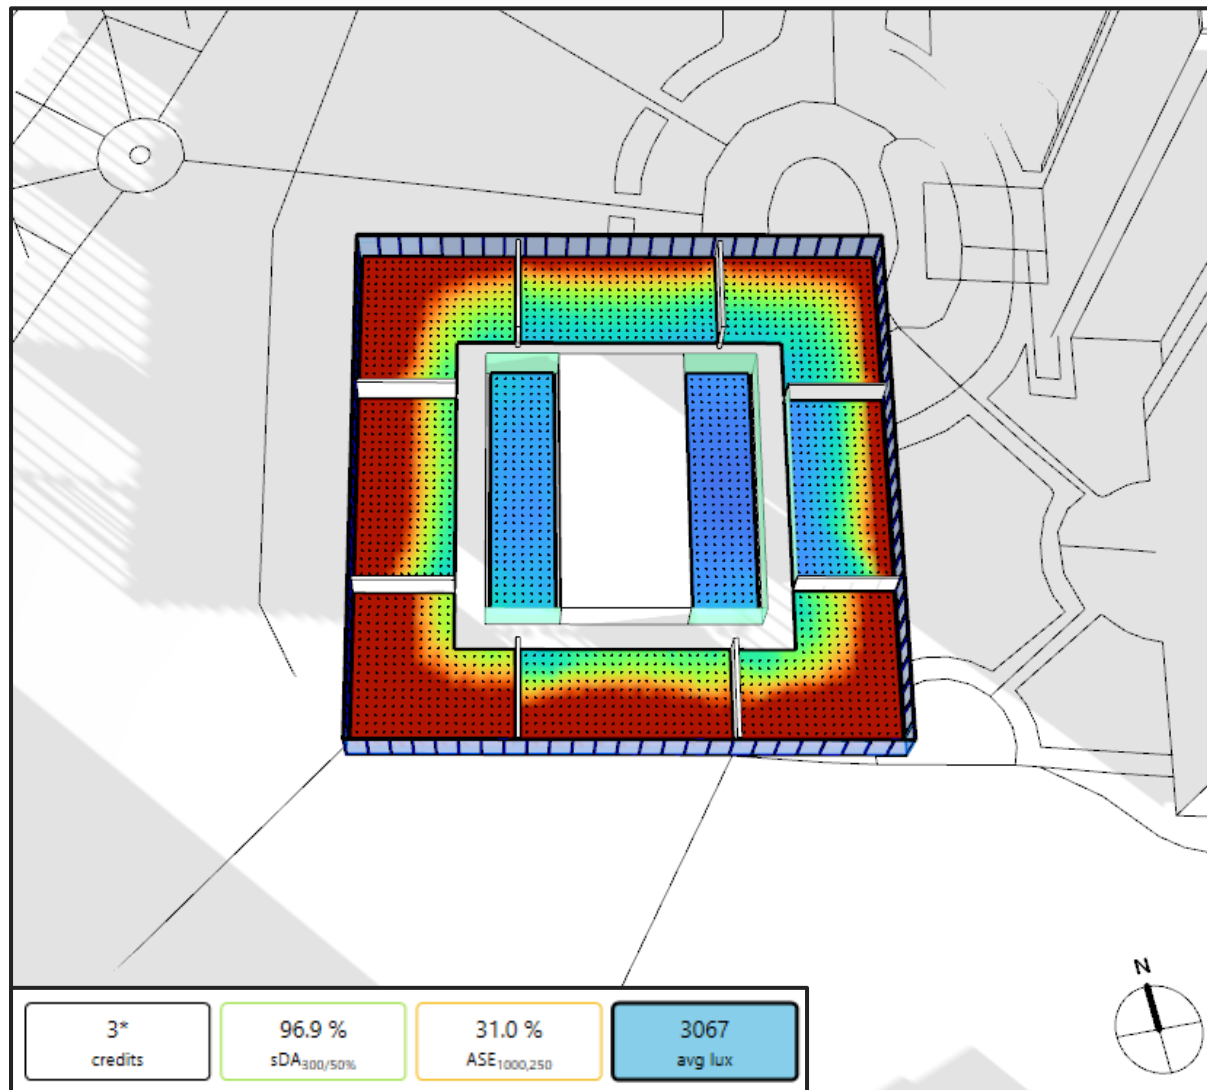 N
3*
credits
96.9 %
sDA300/50%
31.0 %
ASE1000,250
3067
avg lux